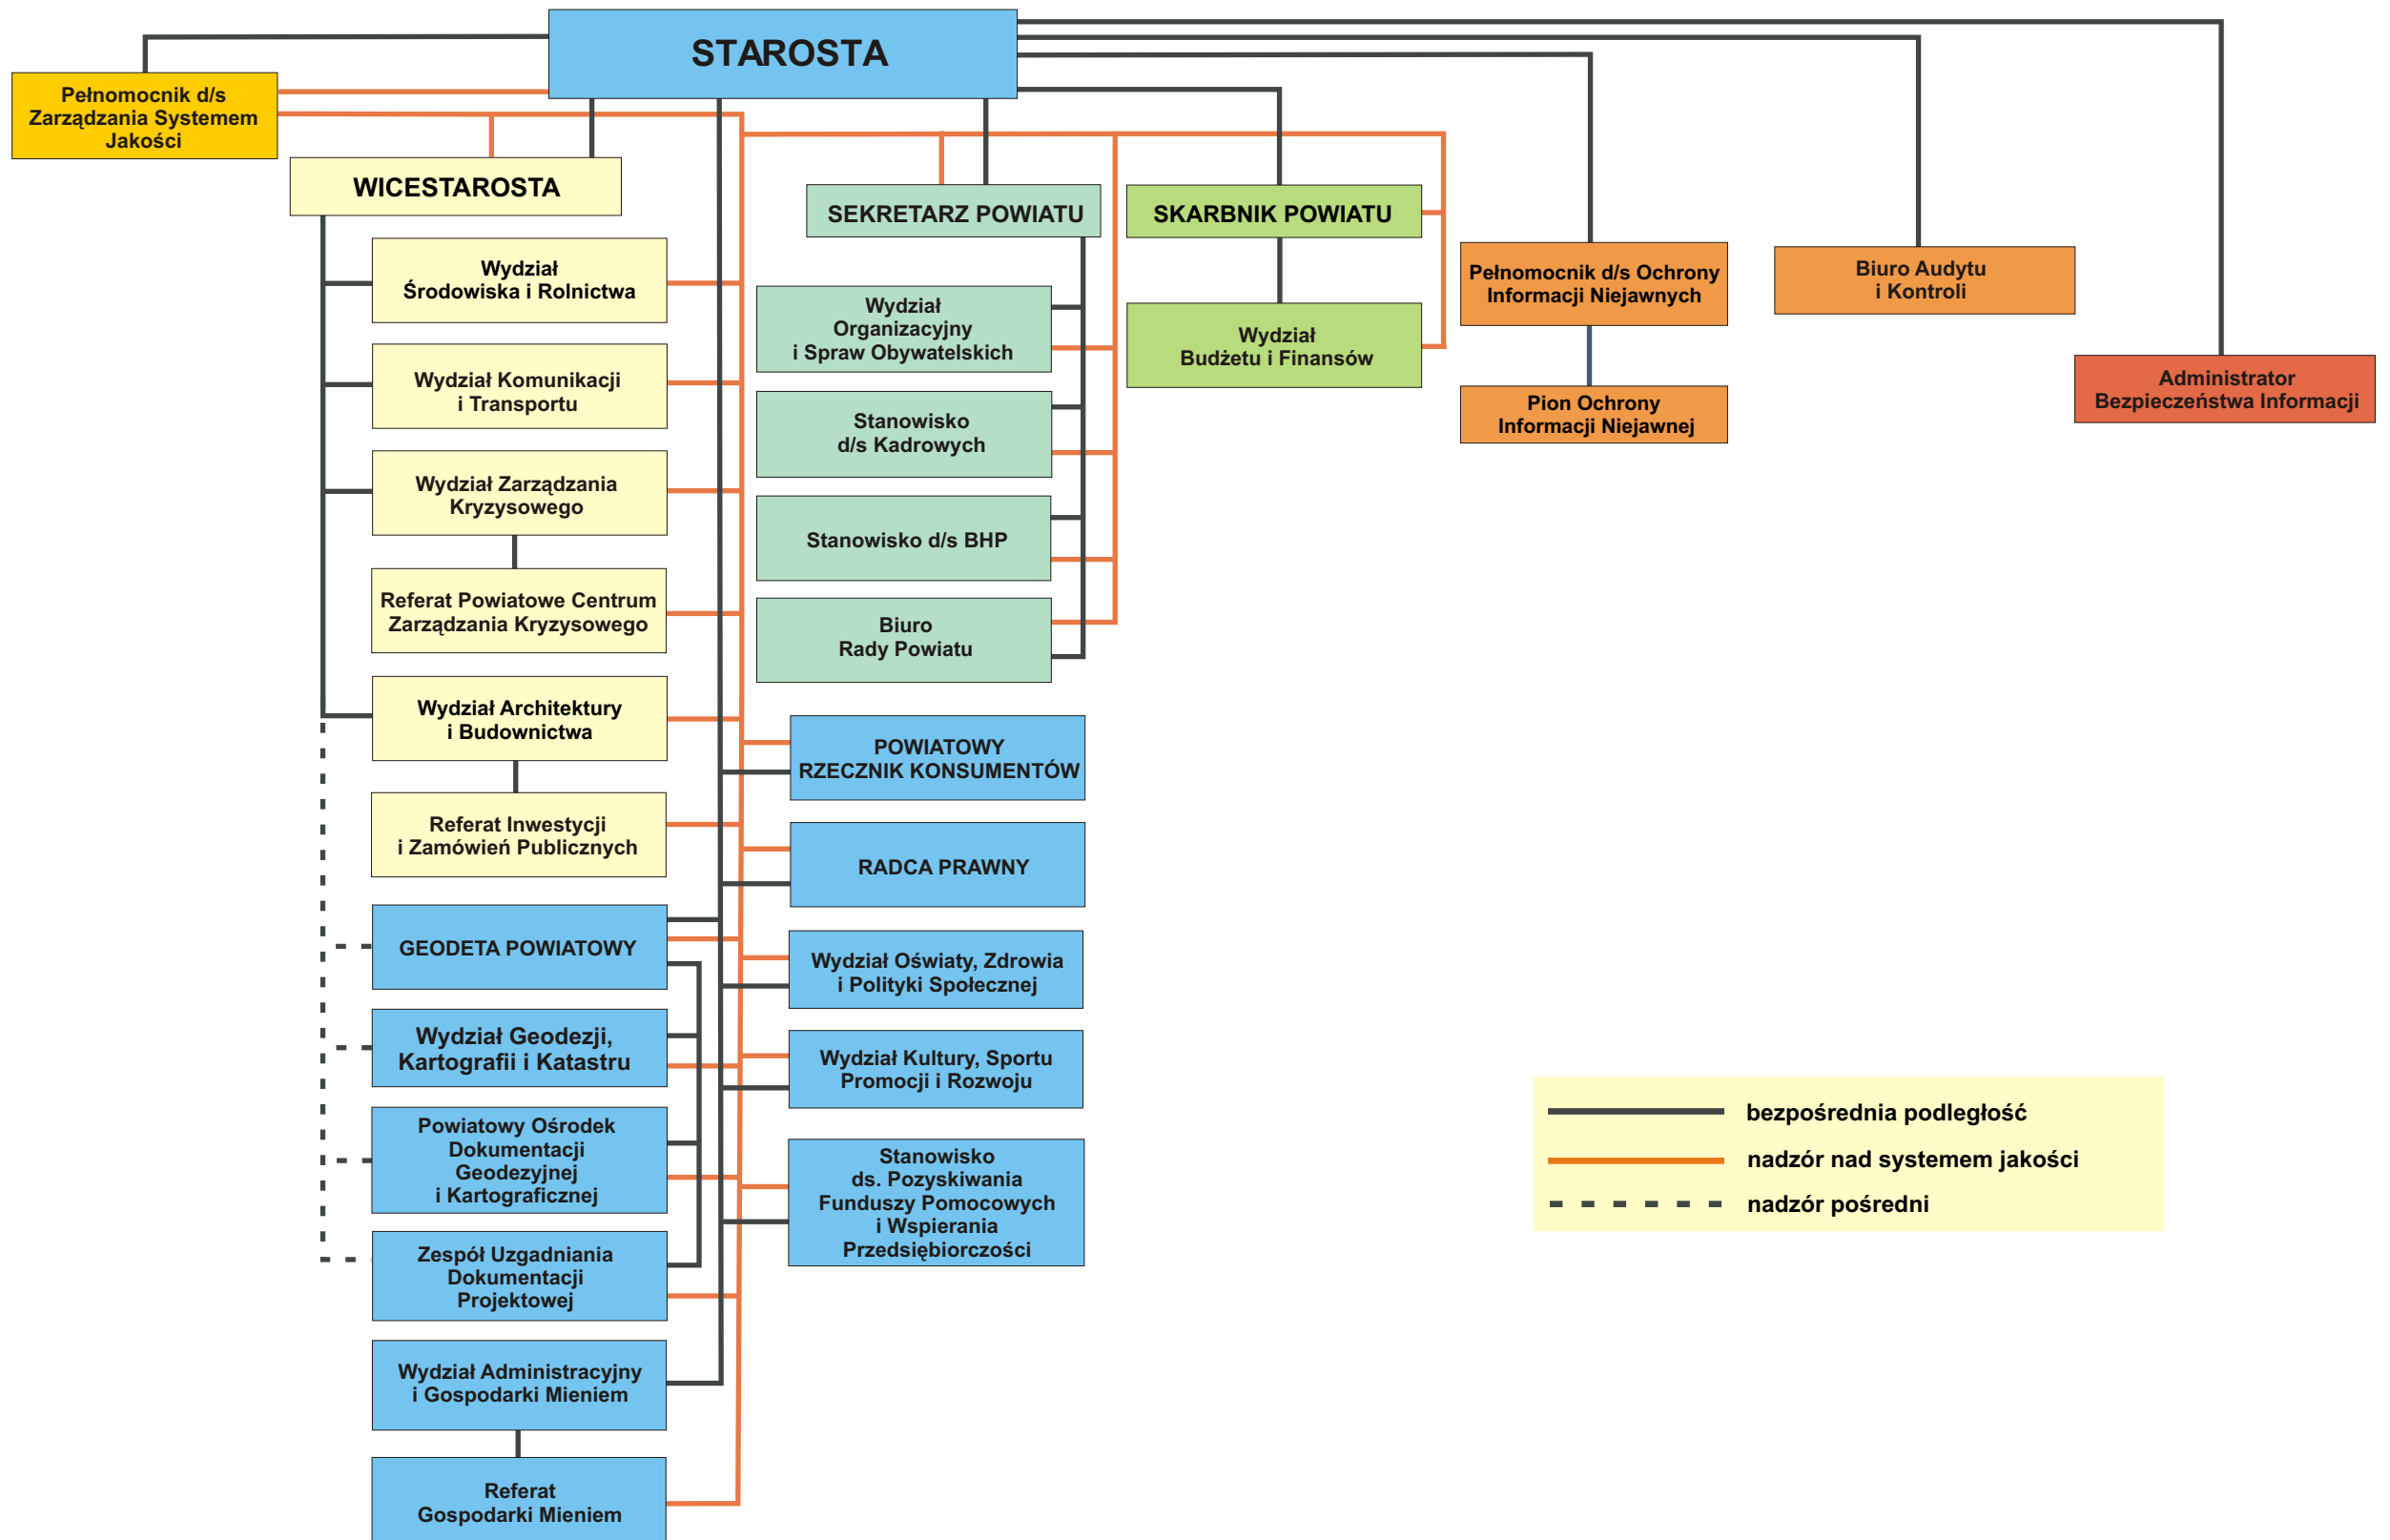 STAROSTA
Pełnomocnik d/s
Zarządzania Systemem
Jakości
WICESTAROSTA
SEKRETARZ POWIATU
SKARBNIK POWIATU
Wydział
Środowiska i Rolnictwa
Wydział Komunikacji
i Transportu
Wydział Zarządzania
Kryzysowego
Referat Powiatowe Centrum
Zarządzania Kryzysowego
Wydział Architektury
i Budownictwa
Referat Inwestycji
i Zamówień Publicznych
GEODETA POWIATOWY
Wydział Geodezji,
Kartografii i Katastru
Powiatowy Ośrodek
Dokumentacji
Geodezyjnej
i Kartograficznej
Zespół Uzgadniania
Dokumentacji
Projektowej
Wydział Administracyjny
i Gospodarki Mieniem
Referat
Gospodarki Mieniem
Wydział
Organizacyjny
i Spraw Obywatelskich
Stanowisko
d/s Kadrowych
Stanowisko d/s BHP
Biuro
Rady Powiatu
POWIATOWY
RZECZNIK KONSUMENTÓW
RADCA PRAWNY
Wydział Oświaty, Zdrowia
i Polityki Społecznej
Wydział Kultury, Sportu
Promocji i Rozwoju
Stanowisko
ds. Pozyskiwania
Funduszy Pomocowych
i Wspierania
Przedsiębiorczości
Wydział
Budżetu i Finansów
Pełnomocnik d/s Ochrony
Informacji Niejawnych
Pion Ochrony
Informacji Niejawnej
Biuro Audytu
i Kontroli
Administrator
Bezpieczeństwa Informacji
bezpośrednia podległość
nadzór nad systemem jakości
nadzór pośredni